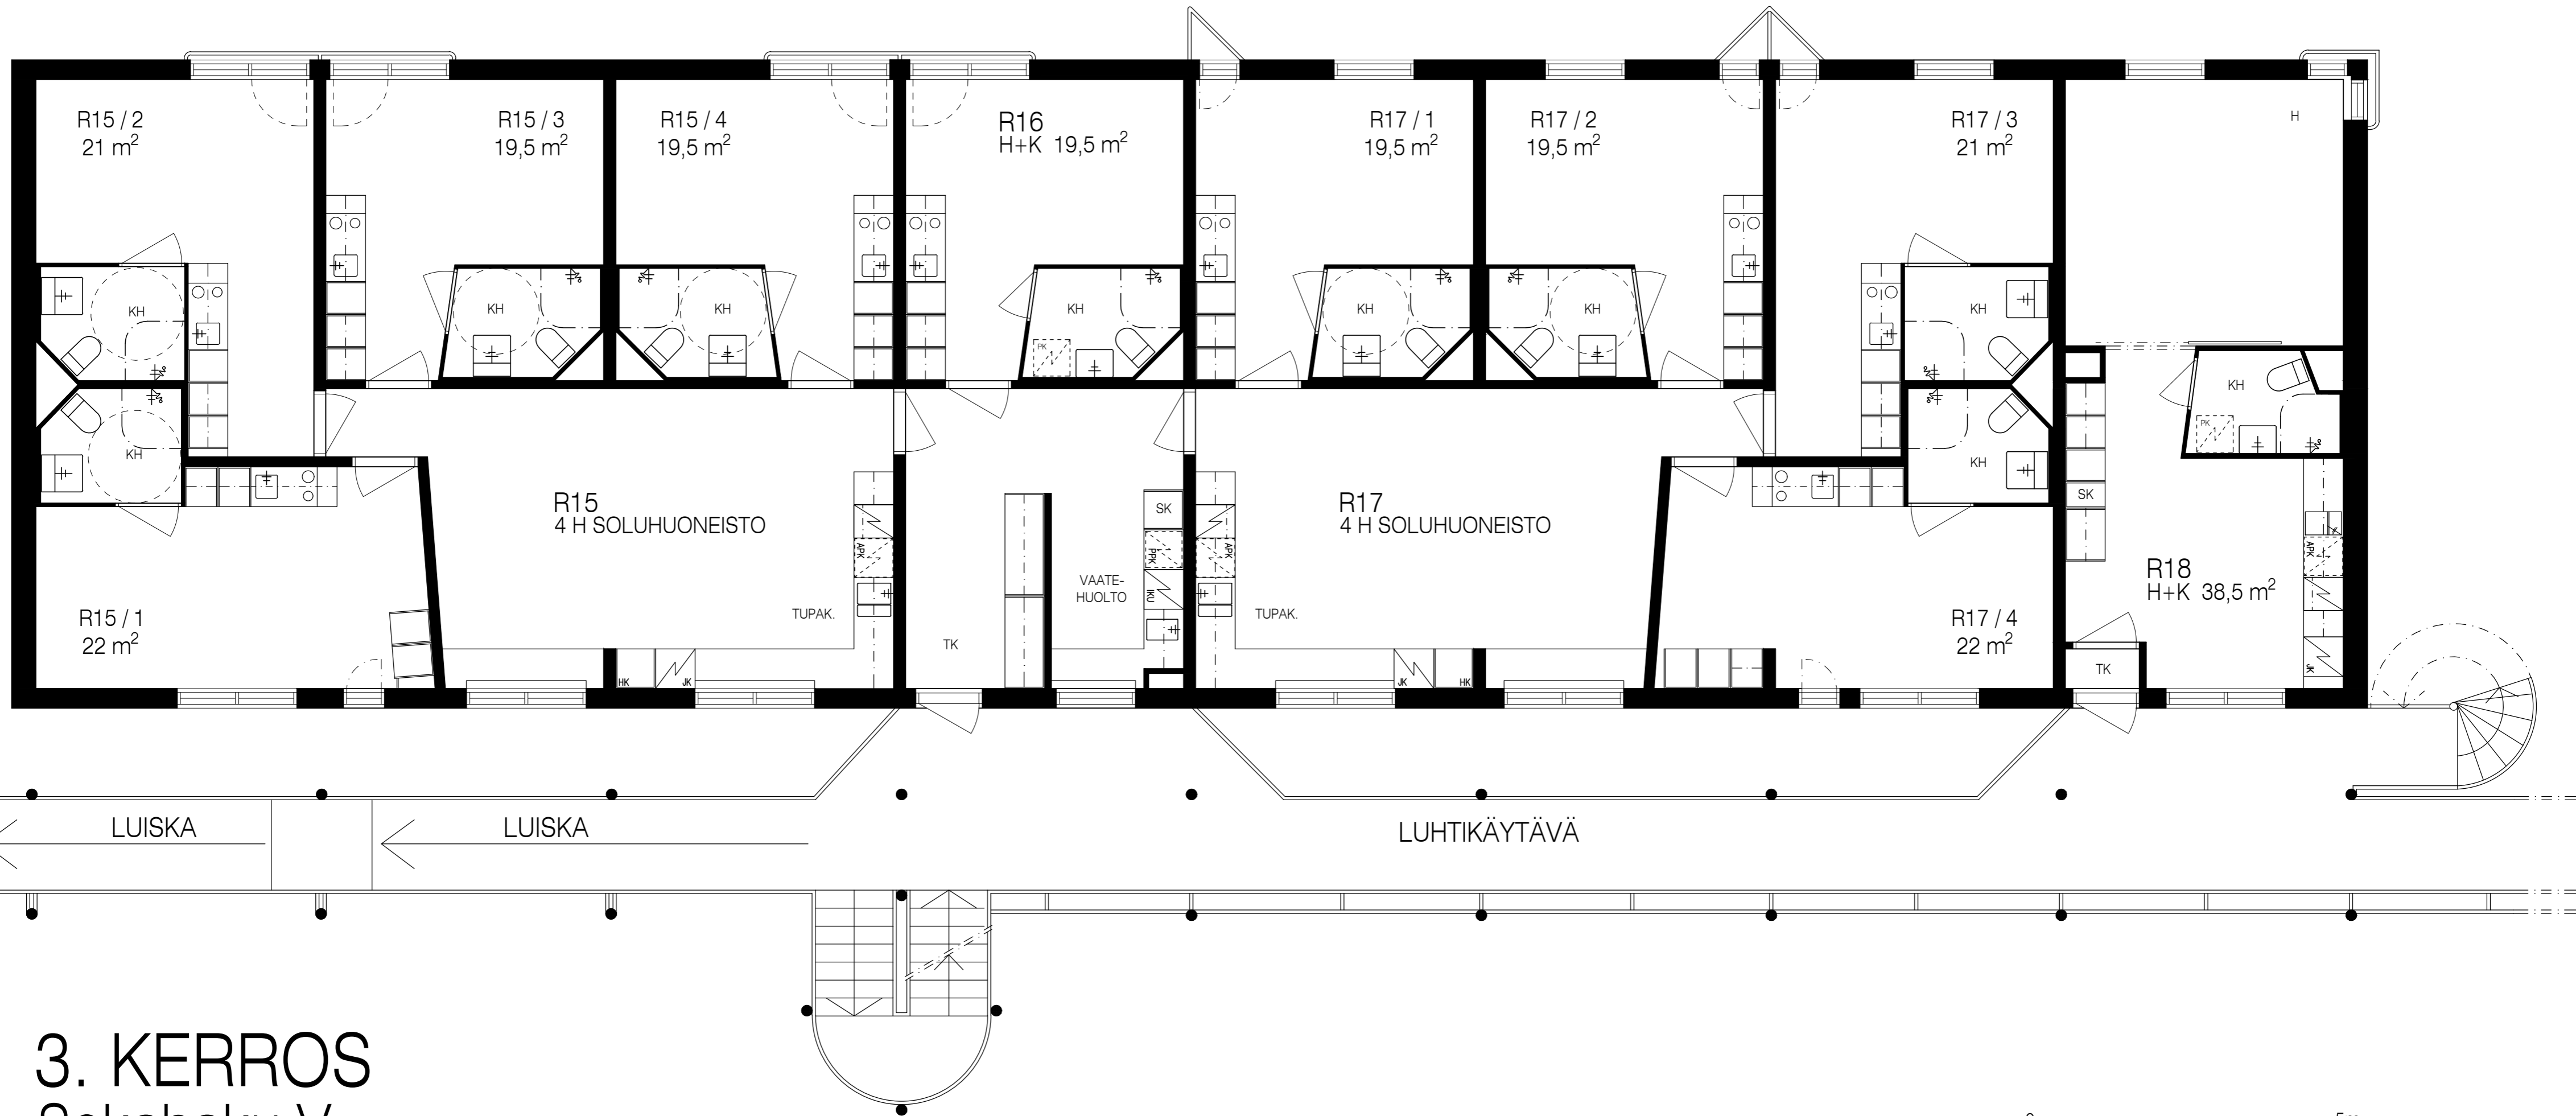 R15 / 2
21 m²
R15 / 3
19,5 m²
R15 / 4
19,5 m²
R16
H+K 19,5 m²
R17 / 1
19,5 m²
R17 / 2
19,5 m²
R17 / 3
21 m²
H
KH
KH
KH
KH
PK
KH
KH
KH
KH
PK
KH
KH
SK
R15
4 H SOLUHUONEISTO
APK
TUPAK.
SK
PPK
IKU
VAATE-
HUOLTO
TK
R17
4 H SOLUHUONEISTO
APK
TUPAK.
R18
H+K 38,5 m²
APK
JK
TK
R15 / 1
22 m²
R17 / 4
22 m²
HK
JK
JK
HK
LUISKA
LUISKA
LUHTIKÄYTÄVÄ
3. KERROS